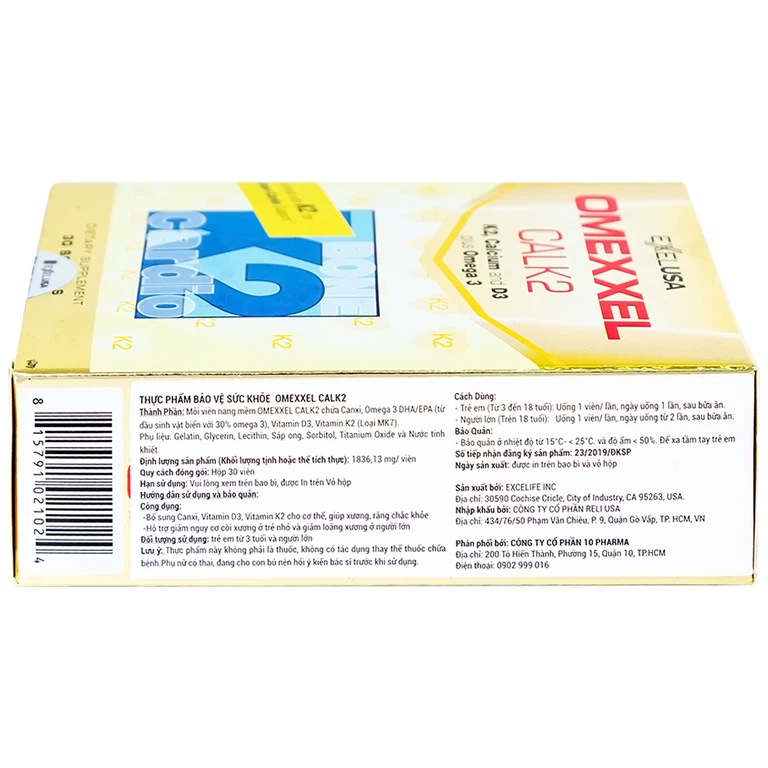 EXCELUSA
OMEXXEL
CALK2
K2, Calcium and D3
plus Omega 3
K2
BONE
2
cardio
K2
K2
K2
DIETARY SUPPLEMENT
30
THỰC PHẨM BẢO VỆ SỨC KHỎE OMEXXEL CALK2
Thành Phần: Mỗi viên nang mềm OMEXXEL CALK2 chứa Canxi, Omega 3 DHA/EPA (từ
dầu sinh vật biển với 30% omega 3), Vitamin D3, Vitamin K2 (Loại MK7).
Phụ liệu: Gelatin, Glycerin, Lecithin, Sáp ong, Sorbitol, Titanium Oxide và Nước tinh
khiết.
Định lượng sản phẩm (Khối lượng tịnh hoặc thể tích thực): 1836,13 mg/ viên
Quy cách đóng gói: Hộp 30 viên
Hạn sử dụng: Vui lòng xem trên bao bì, được In trên Vỏ hộp
Hướng dẫn sử dụng và bảo quản:
Công dụng:
-Bổ sung Canxi, Vitamin D3, Vitamin K2 cho cơ thể, giúp xương, răng chắc khỏe
-Hỗ trợ giảm nguy cơ còi xương ở trẻ nhỏ và giảm loãng xương ở người lớn
Đối tượng sử dụng: trẻ em từ 3 tuổi và người lớn
Lưu ý: Thực phẩm này không phải là thuốc, không có tác dụng thay thế thuốc chữa
bệnh.Phụ nữ có thai, đang cho con bú nên hỏi ý kiến bác sĩ trước khi sử dụng.
Cách Dùng:
- Trẻ em (Từ 3 đến 18 tuổi): Uống 1 viên/ lần, ngày uống 1 lần, sau bữa ăn.
- Người lớn (Trên 18 tuổi): Uống 1 viên/ lần, ngày uống từ 2 lần, sau bữa ăn.
Bảo Quản:
- Bảo quản ở nhiệt độ từ 15°C- < 25°C. và độ ẩm < 50%. Để xa tầm tay trẻ em
Số tiếp nhận đăng ký sản phẩm: 23/2019/ĐKSP
Ngày sản xuất: được in trên bao bì và vỏ hộp
Sản xuất bởi: EXCELIFE INC
Địa chỉ: 30590 Cochise Cricle, City of Industry, CA 95263, USA.
Nhập khẩu bởi: CÔNG TY CỔ PHẦN RELI USA
Địa chỉ: 434/76/50 Phạm Văn Chiêu, P. 9, Quận Gò Vấp, TP. HCM, VN
Phân phối bởi: CÔNG TY CỔ PHẦN 10 PHARMA
Địa chỉ: 200 Tô Hiến Thành, Phường 15, Quận 10, TP.HCM
Điện thoại: 0902 999 016
8 15791 02102 4